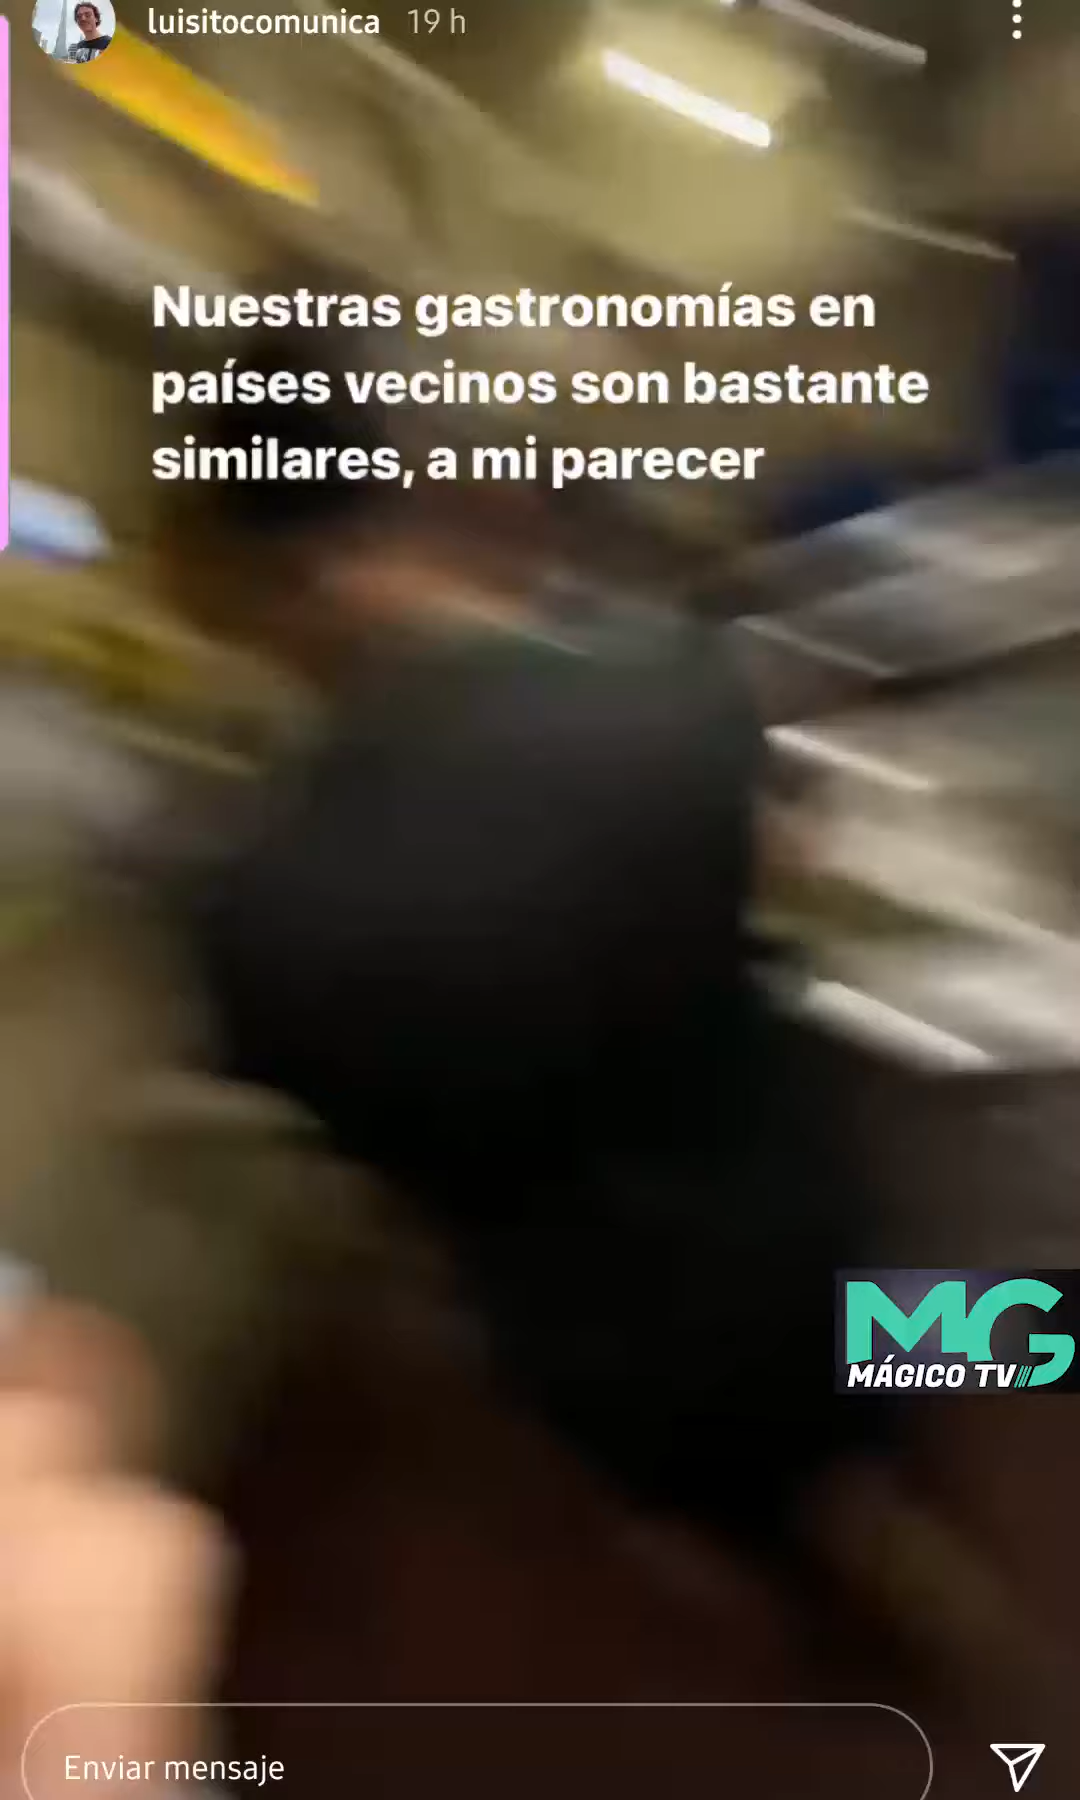 luisitocomunica 19 h
Nuestras gastronomías en
países vecinos son bastante
similares, a mi parecer
MG
MÁGICO TV
Enviar mensaje